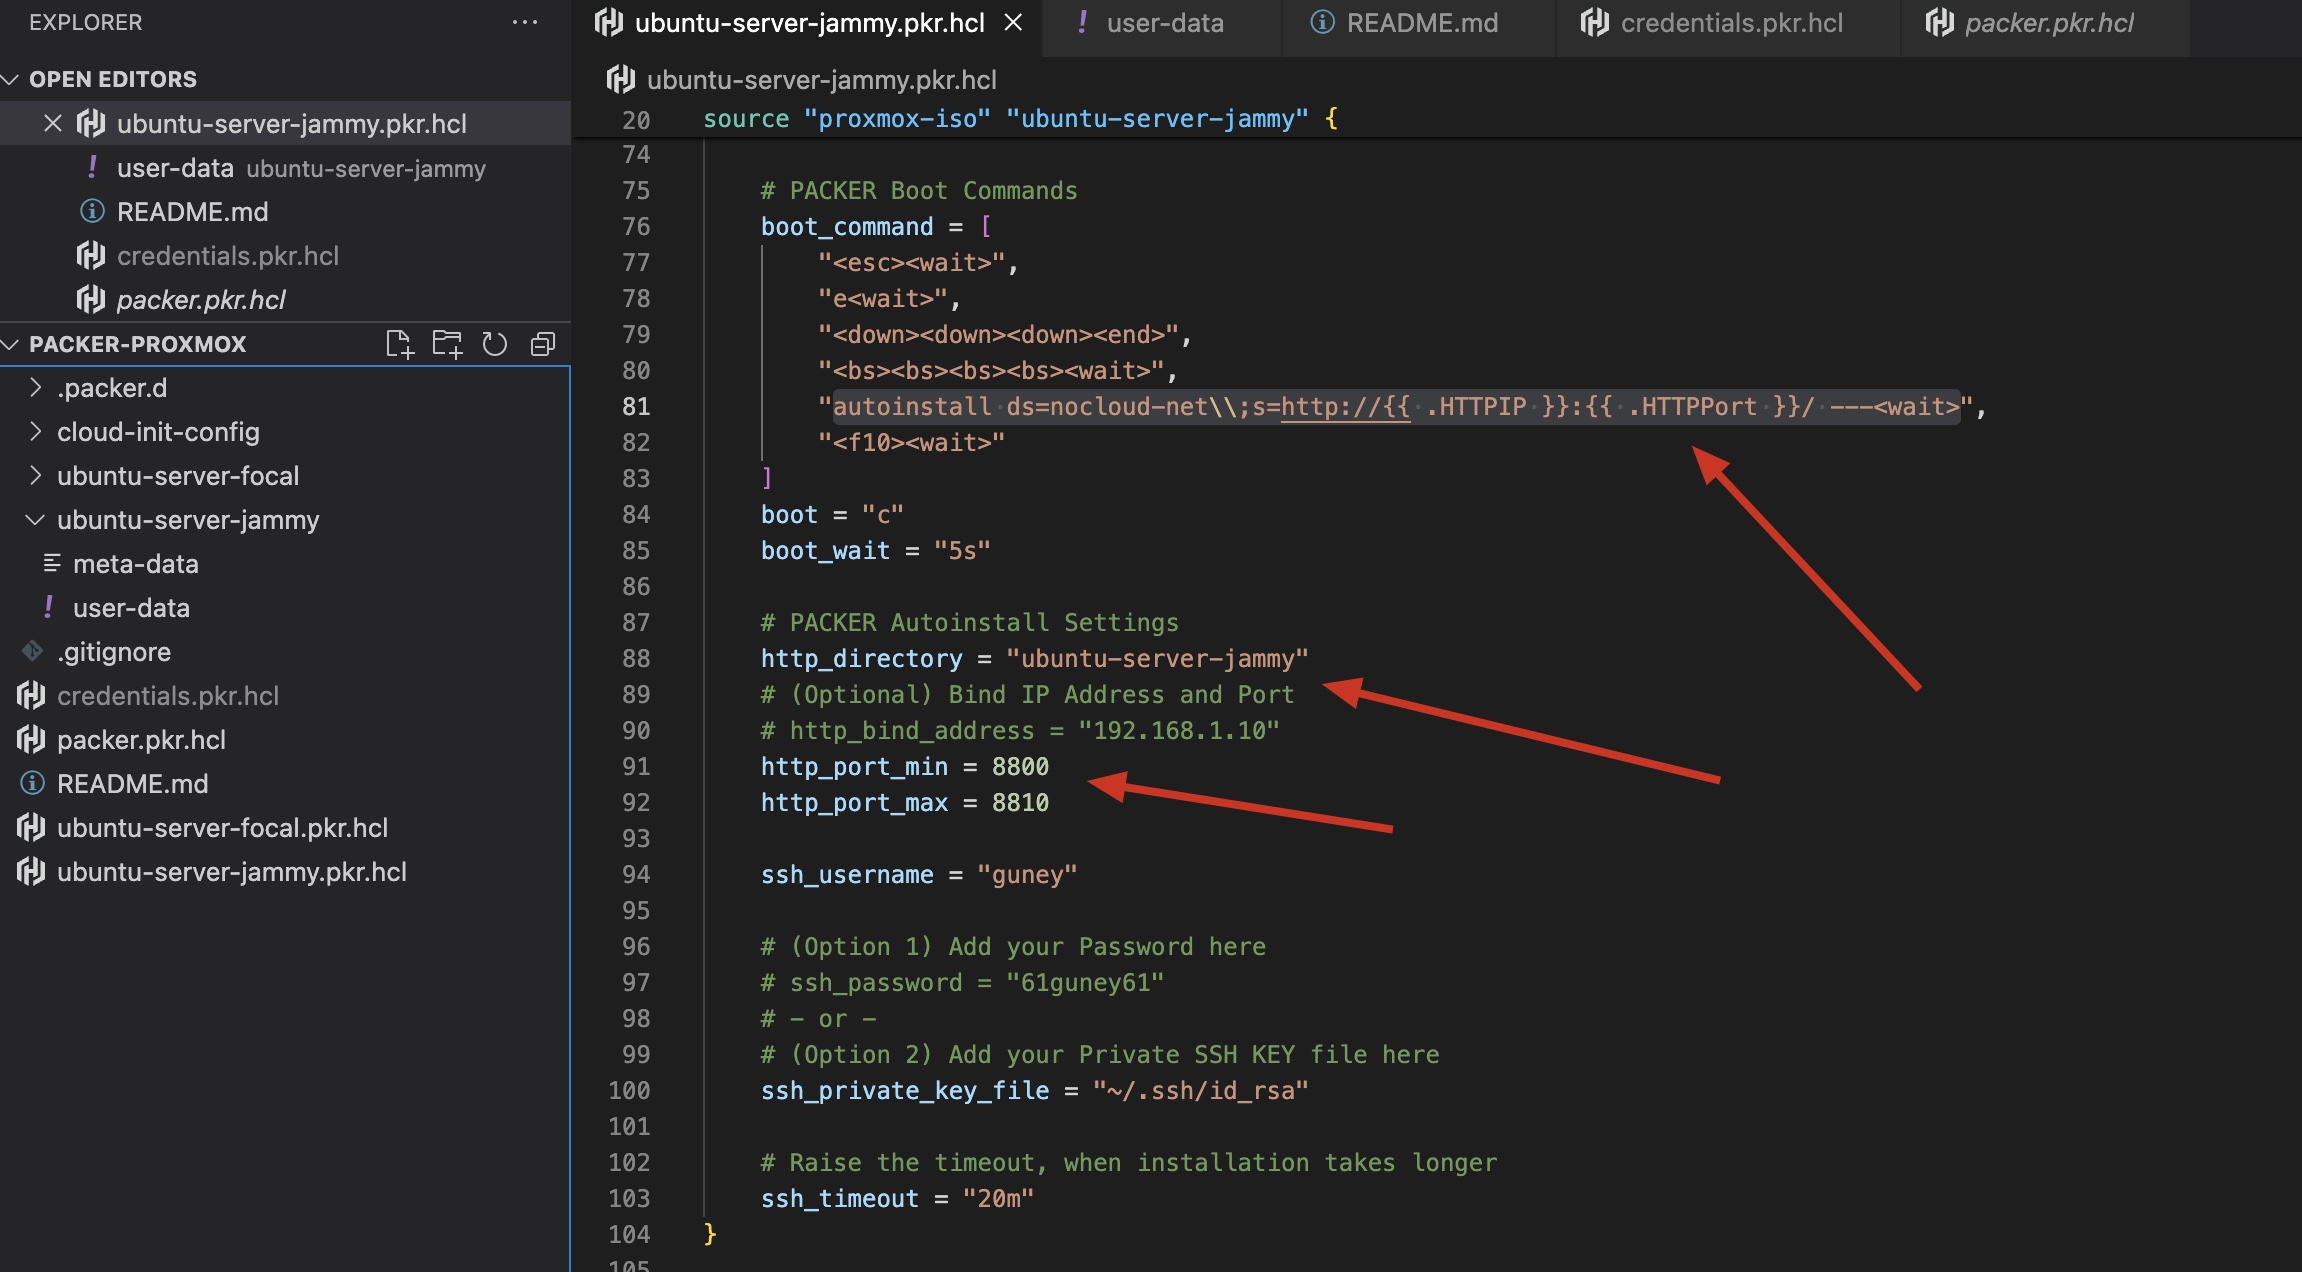 EXPLORER
OPEN EDITORS
ubuntu-server-jammy.pkr.hcl
user-data ubuntu-server-jammy
README.md
credentials.pkr.hcl
packer.pkr.hcl
PACKER-PROXMOX
.packer.d
cloud-init-config
ubuntu-server-focal
ubuntu-server-jammy
meta-data
user-data
.gitignore
credentials.pkr.hcl
packer.pkr.hcl
README.md
ubuntu-server-focal.pkr.hcl
ubuntu-server-jammy.pkr.hcl
ubuntu-server-jammy.pkr.hcl user-data README.md credentials.pkr.hcl packer.pkr.hcl
ubuntu-server-jammy.pkr.hcl
20 source "proxmox-iso" "ubuntu-server-jammy" {
74
75 # PACKER Boot Commands
76 boot_command = [
77 "<esc><wait>",
78 "e<wait>",
79 "<down><down><down><end>",
80 "<bs><bs><bs><bs><wait>",
81 "autoinstall ds=nocloud-net\\;s=http://{{ .HTTPIP }}:{{ .HTTPPort }}/ ---<wait>",
82 "<f10><wait>"
83 ]
84 boot = "c"
85 boot_wait = "5s"
86
87 # PACKER Autoinstall Settings
88 http_directory = "ubuntu-server-jammy"
89 # (Optional) Bind IP Address and Port
90 # http_bind_address = "192.168.1.10"
91 http_port_min = 8800
92 http_port_max = 8810
93
94 ssh_username = "guney"
95
96 # (Option 1) Add your Password here
97 # ssh_password = "61guney61"
98 # - or -
99 # (Option 2) Add your Private SSH KEY file here
100 ssh_private_key_file = "~/.ssh/id_rsa"
101
102 # Raise the timeout, when installation takes longer
103 ssh_timeout = "20m"
104 }
105